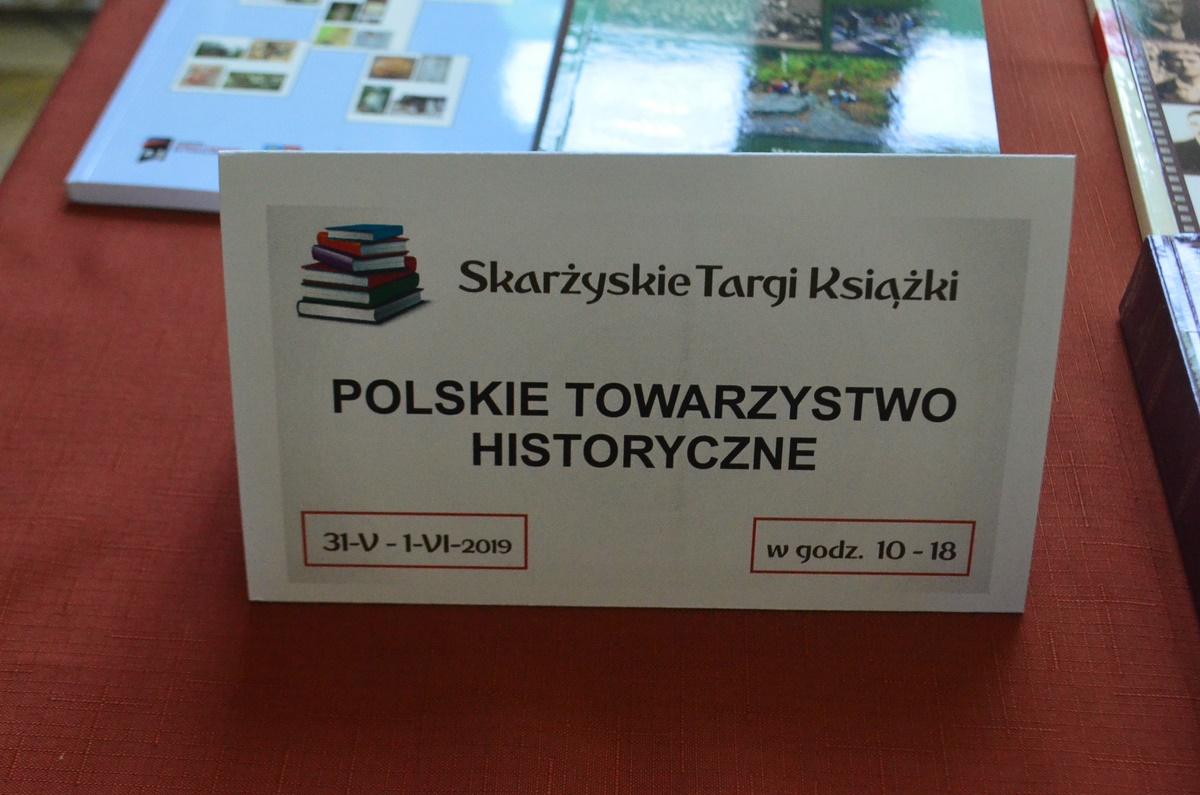 Skarżyskie Targi Książki
POLSKIE TOWARZYSTWO
HISTORYCZNE
31-V - 1-VI-2019
w godz. 10 - 18